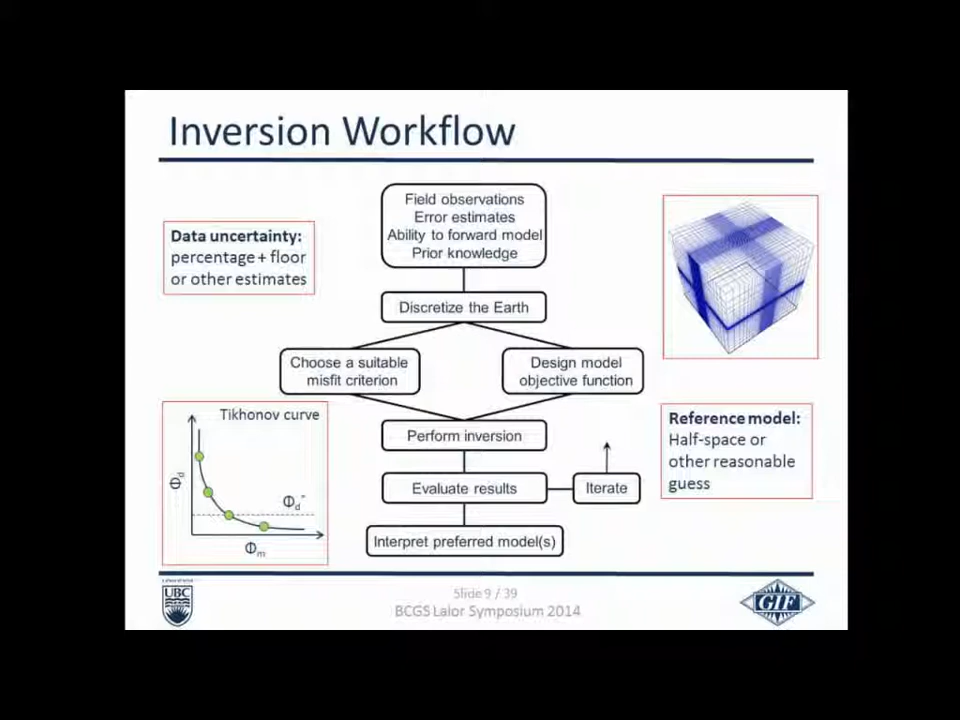 Inversion Workflow
Field observations
Error estimates
Ability to forward model
Prior knowledge
Data uncertainty:
percentage + floor
or other estimates
Discretize the Earth
Choose a suitable
misfit criterion
Design model
objective function
Tikhonov curve
Φd
Φd*
Φm
Perform inversion
Reference model:
Half-space or
other reasonable
guess
Evaluate results
Iterate
Interpret preferred model(s)
UBC
Slide 9 / 39
BCGS Lalor Symposium 2014
GIF